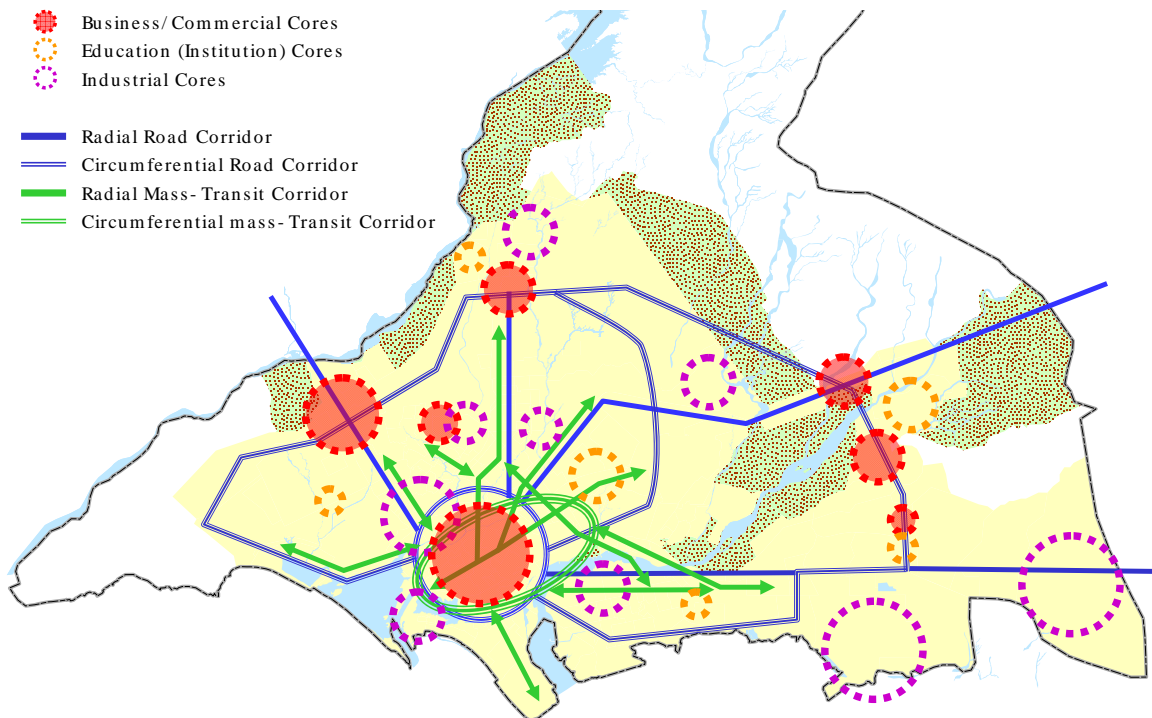 Business/Commercial Cores
Education (Institution) Cores
Industrial Cores
Radial Road Corridor
Circumferential Road Corridor
Radial Mass-Transit Corridor
Circumferential mass-Transit Corridor